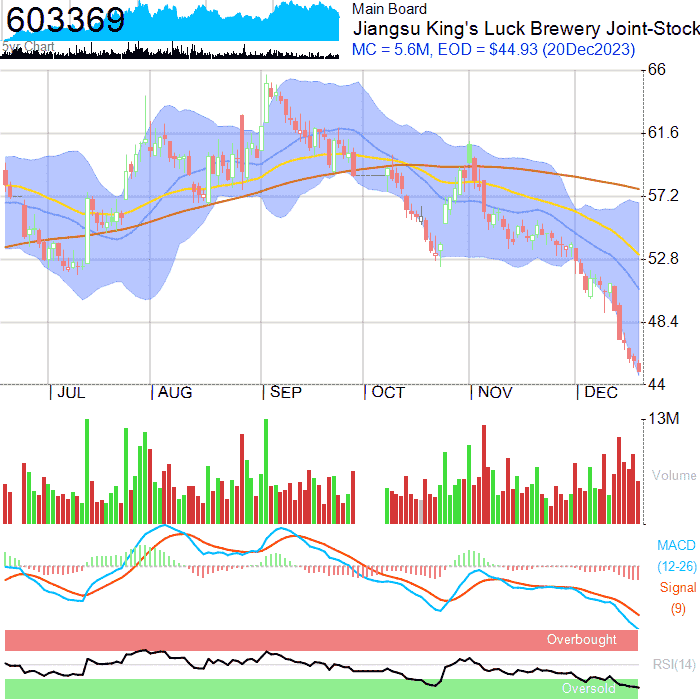 603369
5yr Chart
Main Board
Jiangsu King's Luck Brewery Joint-Stock
MC = 5.6M, EOD = $44.93 (20Dec2023)
66
61.6
57.2
52.8
48.4
44
JUL AUG SEP OCT NOV DEC
13M
Volume
MACD
(12-26)
Signal
(9)
Overbought
RSI(14)
Oversold